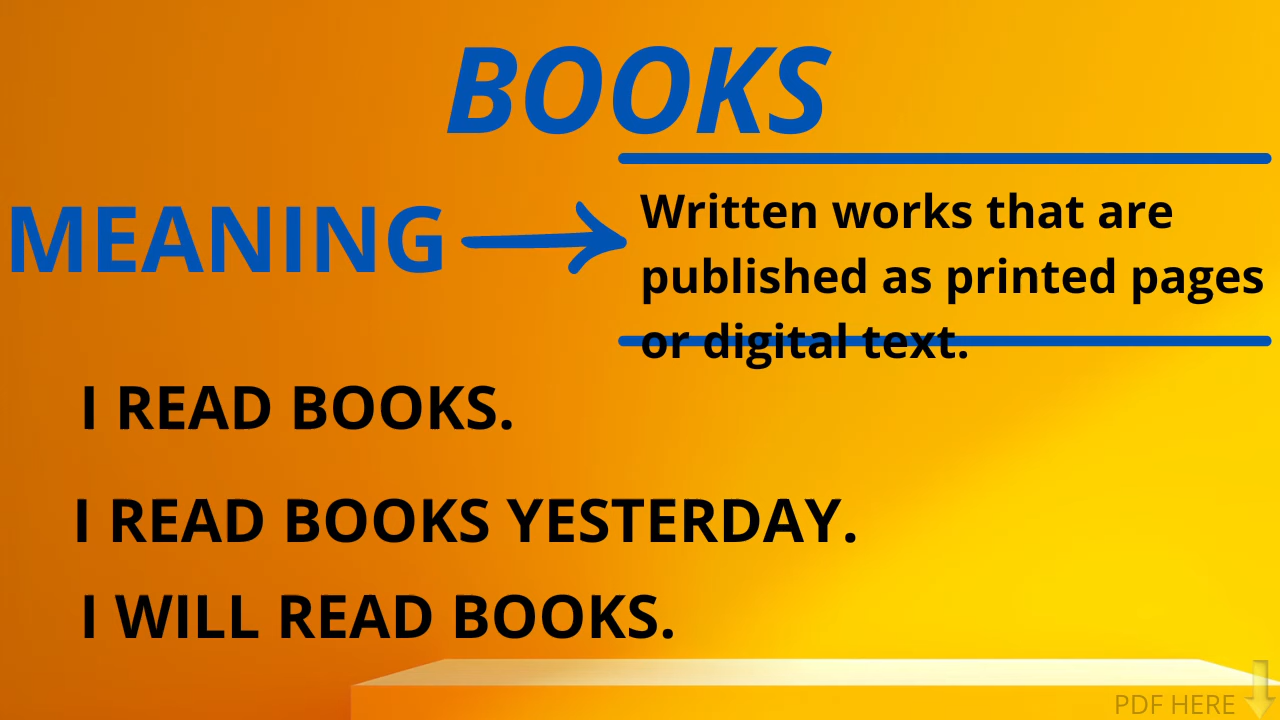 BOOKS
MEANING
Written works that are
published as printed pages
or digital text.
I READ BOOKS.
I READ BOOKS YESTERDAY.
I WILL READ BOOKS.
PDF HERE